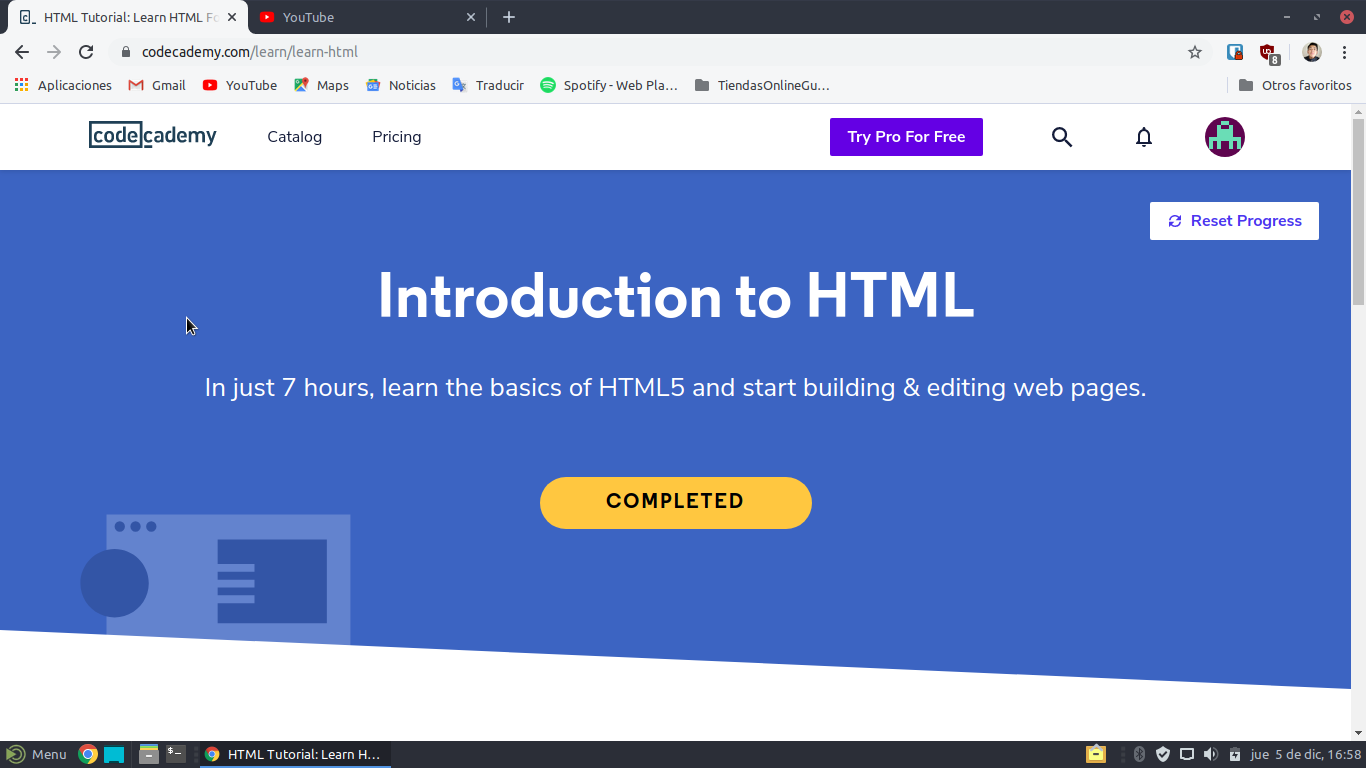 HTML Tutorial: Learn HTML Fo
YouTube
codecademy.com/learn/learn-html
8
Aplicaciones
Gmail
YouTube
Maps
Noticias
Traducir
Spotify - Web Pla...
TiendasOnlineGu...
Otros favoritos
codecademy
Catalog
Pricing
Try Pro For Free
Reset Progress
Introduction to HTML
In just 7 hours, learn the basics of HTML5 and start building & editing web pages.
COMPLETED
Menu
HTML Tutorial: Learn H...
jue 5 de dic, 16:58